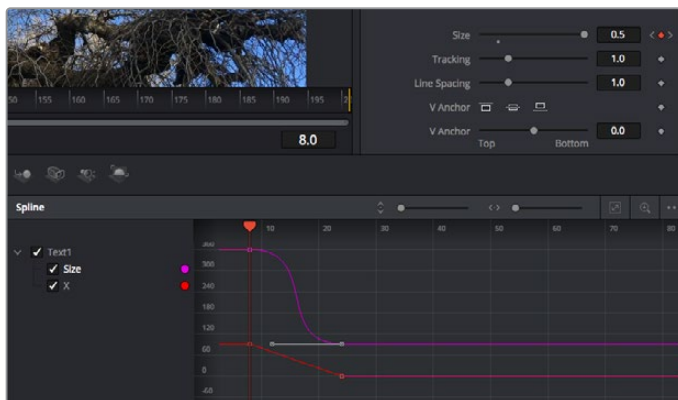 Size 0.5
Tracking 1.0
Line Spacing 1.0
V Anchor
V Anchor 0.0
Top Bottom
155 160 165 170 175 180 185 190 195
8.0
Spline
10 20 30 40 50 60 70 80
Text1
Size
X
300
240
180
120
60
0
-60